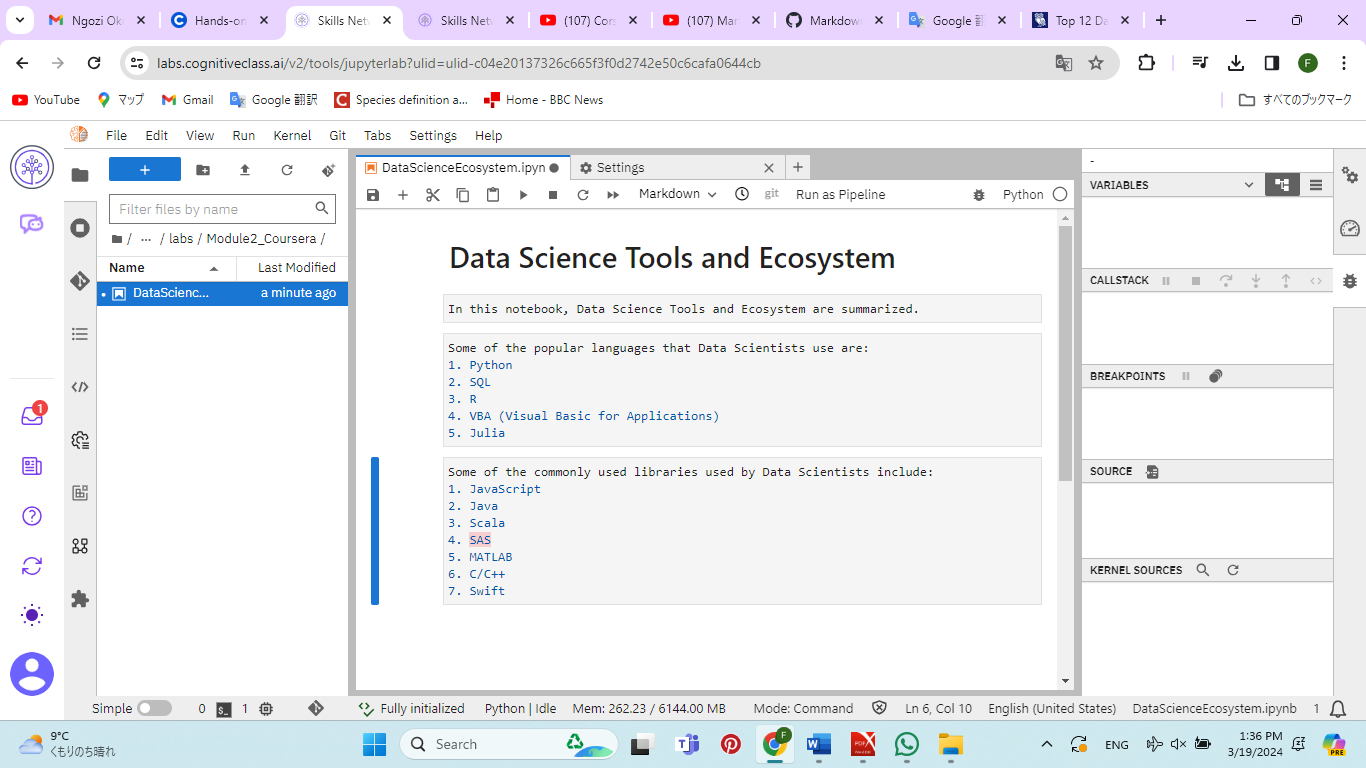 Ngozi Ok
Hands-on
Skills Net
Skills Net
(107) Con
(107) Mar
Markdow
Google 翻
Top 12 Da
labs.cognitiveclass.ai/v2/tools/jupyterlab?ulid=ulid-c04e20137326c665f3f0d2742e50c6cafa0644cb
F
YouTube
マップ
Gmail
Google 翻訳
Species definition a...
Home - BBC News
すべてのブックマーク
File Edit View Run Kernel Git Tabs Settings Help
DataScienceEcosystem.ipyn
Settings
-
Filter files by name
Markdown
git
Run as Pipeline
Python
VARIABLES
/ ... / labs / Module2_Coursera /
Name
Last Modified
DataScienc...
a minute ago
Data Science Tools and Ecosystem
In this notebook, Data Science Tools and Ecosystem are summarized.
Some of the popular languages that Data Scientists use are:
1. Python
2. SQL
3. R
4. VBA (Visual Basic for Applications)
5. Julia
Some of the commonly used libraries used by Data Scientists include:
1. JavaScript
2. Java
3. Scala
4. SAS
5. MATLAB
6. C/C++
7. Swift
CALLSTACK
BREAKPOINTS
SOURCE
KERNEL SOURCES
1
Simple
0
1
Fully initialized
Python | Idle
Mem: 262.23 / 6144.00 MB
Mode: Command
Ln 6, Col 10
English (United States)
DataScienceEcosystem.ipynb
1
9°C
くもりのち晴れ
Search
F
PDF
ENG
1:36 PM
3/19/2024
PRE